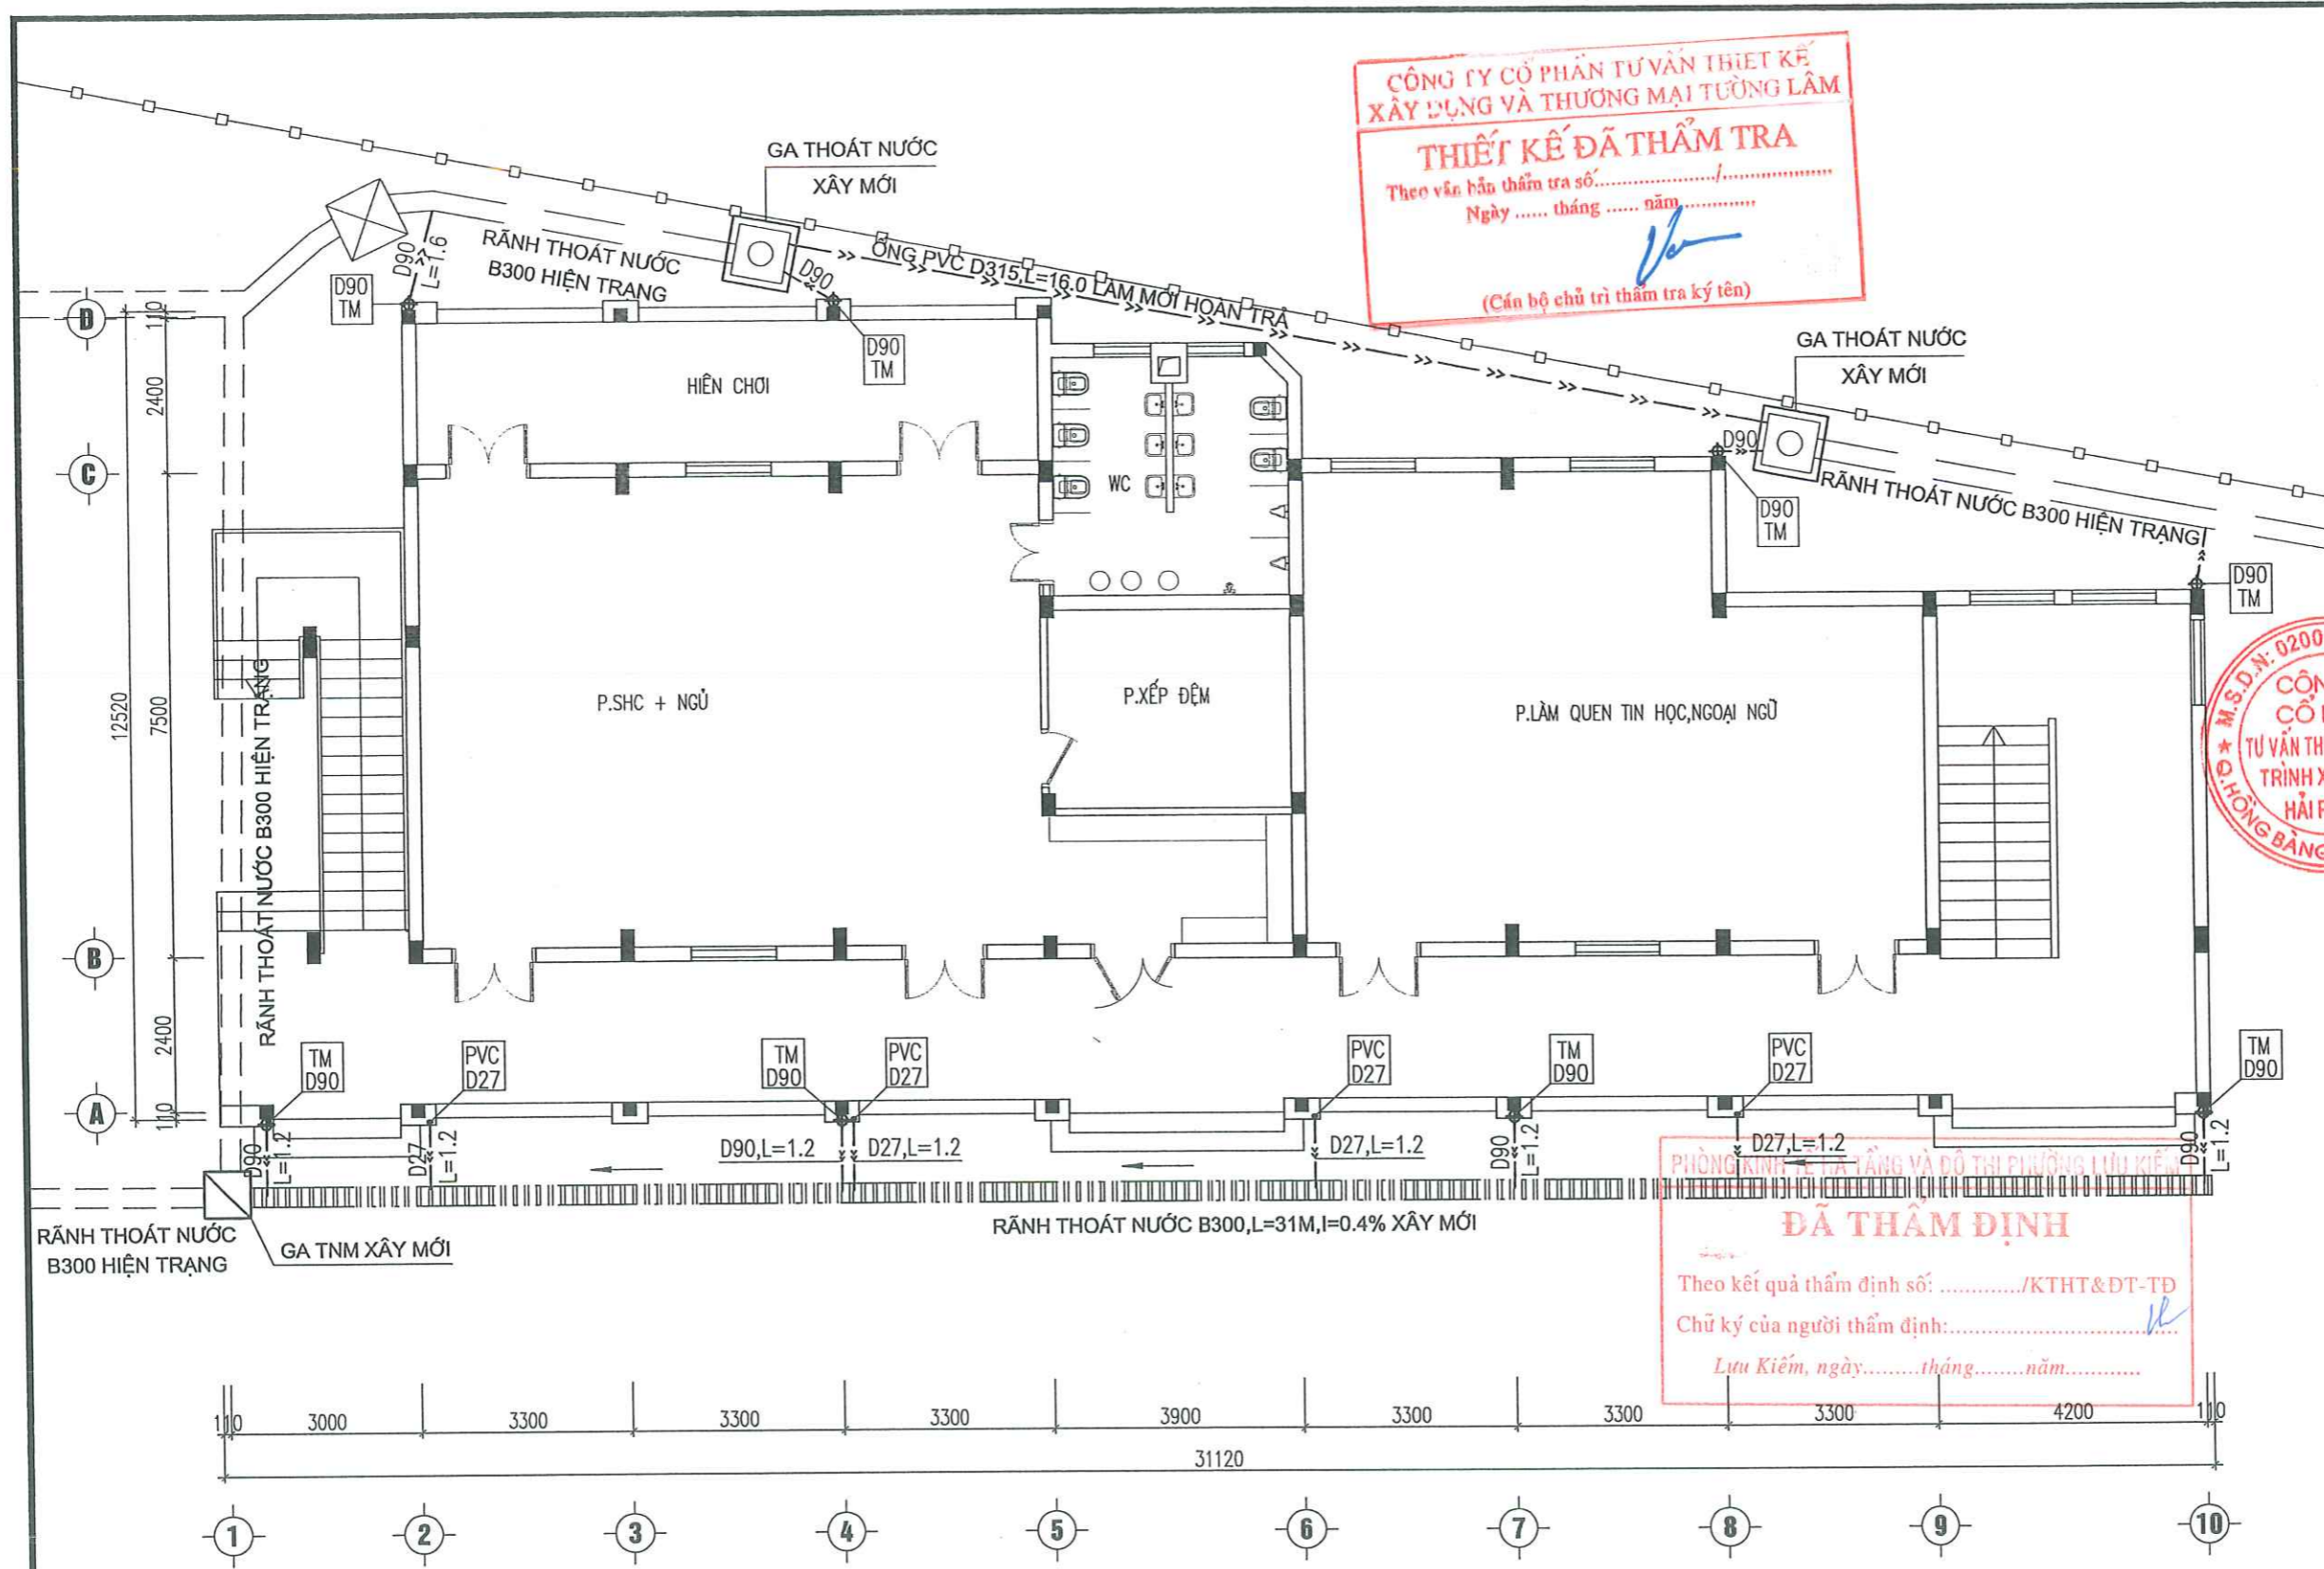 CÔNG TY CỔ PHẦN TƯ VẤN THIẾT KẾ
XÂY DỰNG VÀ THƯƠNG MẠI TƯỜNG LÂM
THIẾT KẾ ĐÃ THẨM TRA
Theo văn bản thẩm tra số..................../...................
Ngày ...... tháng ...... năm .............
(Cán bộ chủ trì thẩm tra ký tên)
GA THOÁT NƯỚC
XÂY MỚI
RÃNH THOÁT NƯỚC
B300 HIỆN TRẠNG
D90
L=1.6
D90
TM
D90
ỐNG PVC D315,L=16.0 LÀM MỚI HOÀN TRẢ
D90
TM
GA THOÁT NƯỚC
XÂY MỚI
D90
D90
TM
RÃNH THOÁT NƯỚC B300 HIỆN TRẠNG
D90
TM
D
C
B
A
110
2400
7500
2400
110
12520
HIÊN CHƠI
WC
P.SHC + NGỦ
P.XẾP ĐỆM
P.LÀM QUEN TIN HỌC,NGOẠI NGỮ
RÃNH THOÁT NƯỚC B300 HIỆN TRẠNG
M.S.D.N: 0200
CÔN
CỔ
TƯ VẤN TH
TRÌNH X
HẢI
Q.HỒNG BÀNG
TM
D90
PVC
D27
TM
D90
PVC
D27
PVC
D27
TM
D90
PVC
D27
TM
D90
D90
L=1.2
D27
L=1.2
D90,L=1.2
D27,L=1.2
D27,L=1.2
D90
L=1.2
D27,L=1.2
D90
L=1.2
RÃNH THOÁT NƯỚC
B300 HIỆN TRẠNG
GA TNM XÂY MỚI
RÃNH THOÁT NƯỚC B300,L=31M,I=0.4% XÂY MỚI
PHÒNG KINH TẾ HẠ TẦNG VÀ ĐÔ THỊ PHƯỜNG LƯU KIẾM
ĐÃ THẨM ĐỊNH
Theo kết quả thẩm định số: ............./KTHT&ĐT-TĐ
Chữ ký của người thẩm định:....................................
Lưu Kiếm, ngày.........tháng........năm............
110 3000 3300 3300 3300 3900 3300 3300 3300 4200 110
31120
1 2 3 4 5 6 7 8 9 10